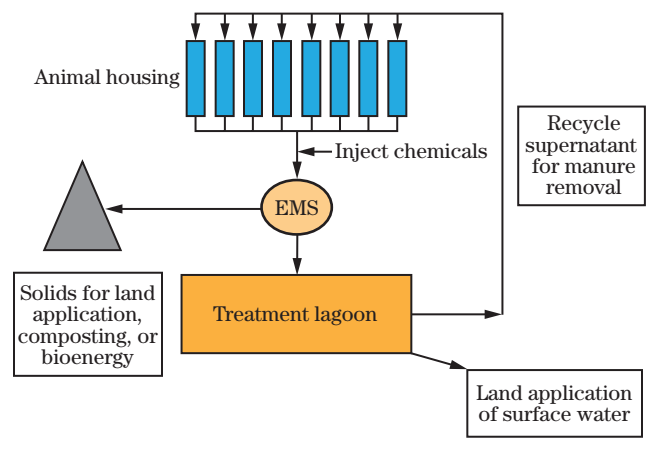 Animal housing
Inject chemicals
Recycle
supernatant
for manure
removal
EMS
Solids for land
application,
composting, or
bioenergy
Treatment lagoon
Land application
of surface water